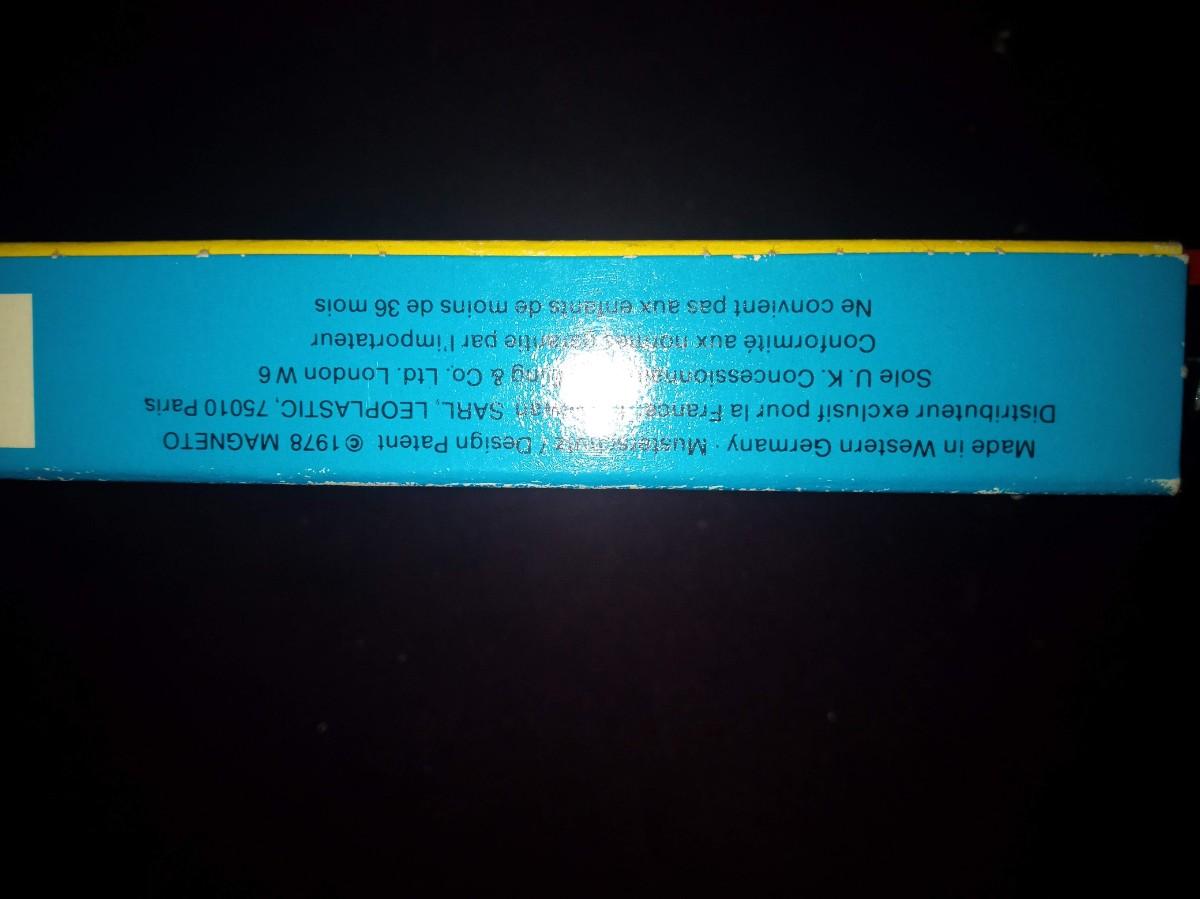 Made in Western Germany · Musterschutz / Design Patent © 1978 MAGNETO
Distributeur exclusif pour la France: SARL, LEOPLASTIC, 75010 Paris
Sole U. K. Concessionnaires & Co. Ltd. London W 6
Conformité aux normes garantie par l'importateur
Ne convient pas aux enfants de moins de 36 mois